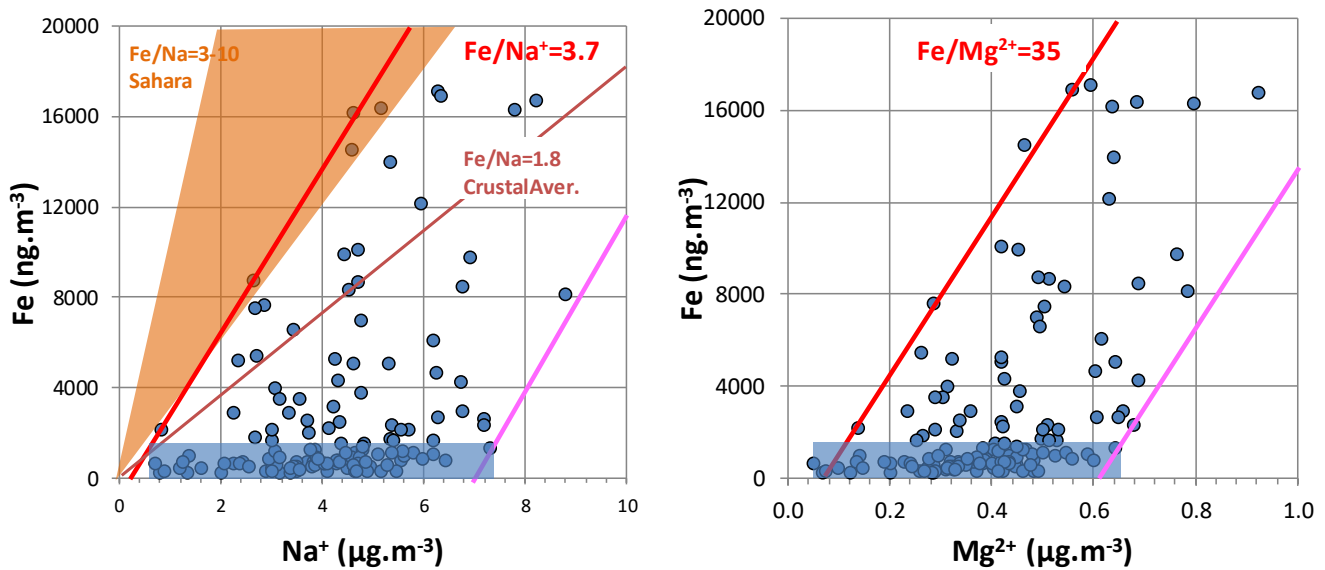 20000
16000
12000
8000
4000
0
Fe (ng.m-3)
Fe/Na=3-10
Sahara
Fe/Na+=3.7
Fe/Na=1.8
CrustalAver.
0 2 4 6 8 10
Na+ (µg.m-3)
20000
16000
12000
8000
4000
0
Fe (ng.m-3)
Fe/Mg2+=35
0.0 0.2 0.4 0.6 0.8 1.0
Mg2+ (µg.m-3)